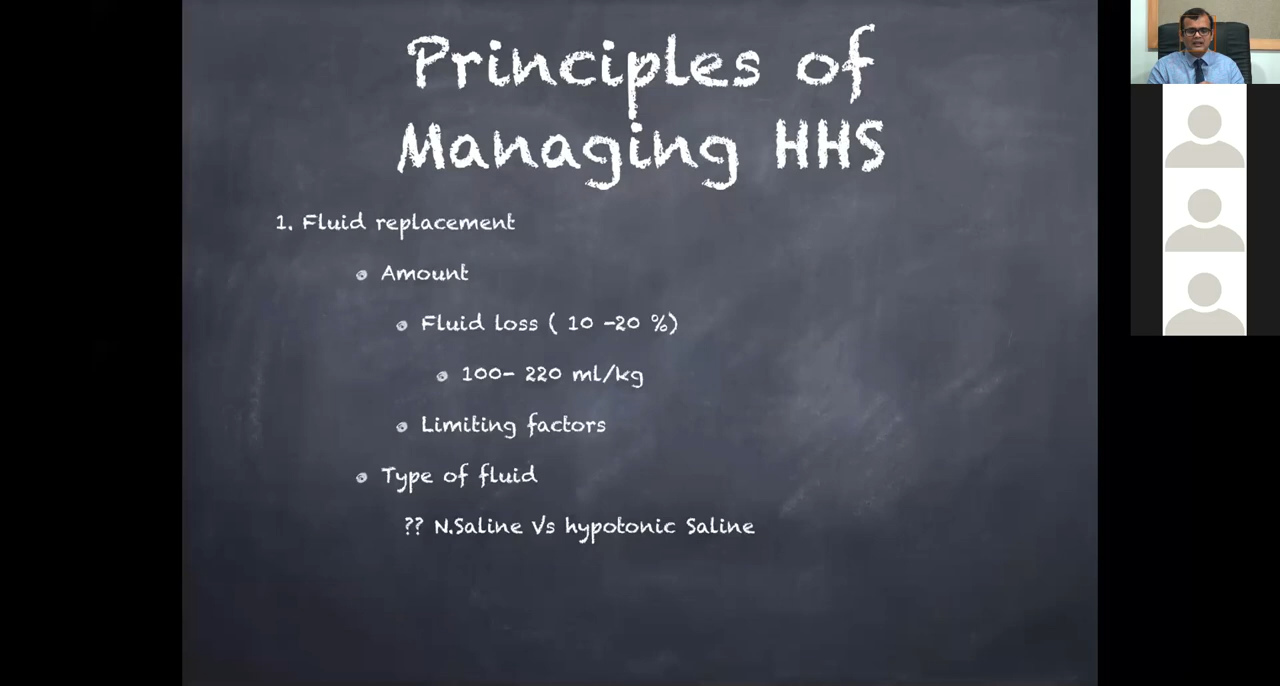 Principles of
Managing HHS
1. Fluid replacement
Amount
Fluid loss ( 10 -20 %)
100- 220 ml/kg
Limiting factors
Type of fluid
?? N.Saline Vs hypotonic Saline